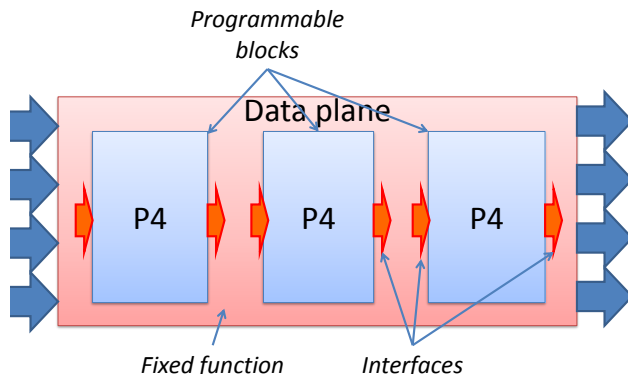 Programmable
blocks
Data plane
P4
P4
P4
Fixed function
Interfaces